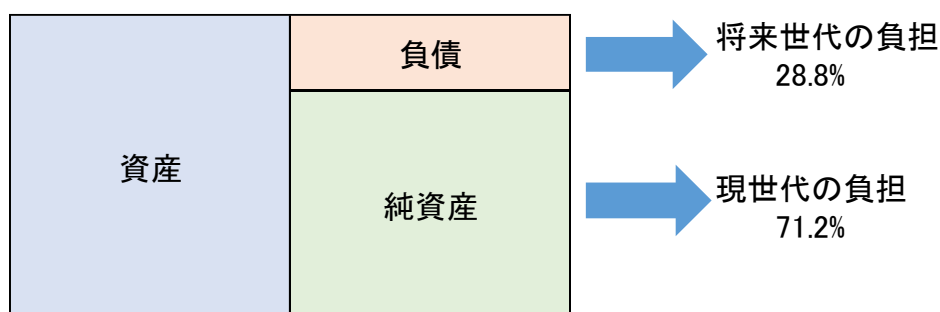 負債
将来世代の負担
28.8%
資産
純資産
現世代の負担
71.2%